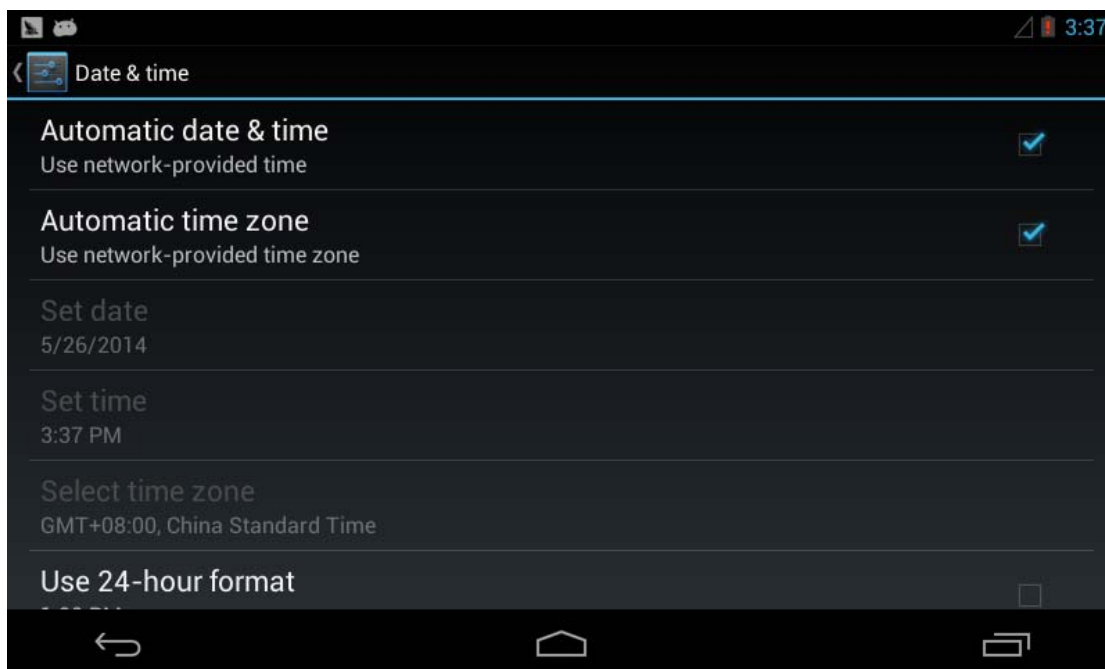 3:37
Date & time
Automatic date & time
Use network-provided time
Automatic time zone
Use network-provided time zone
Set date
5/26/2014
Set time
3:37 PM
Select time zone
GMT+08:00, China Standard Time
Use 24-hour format